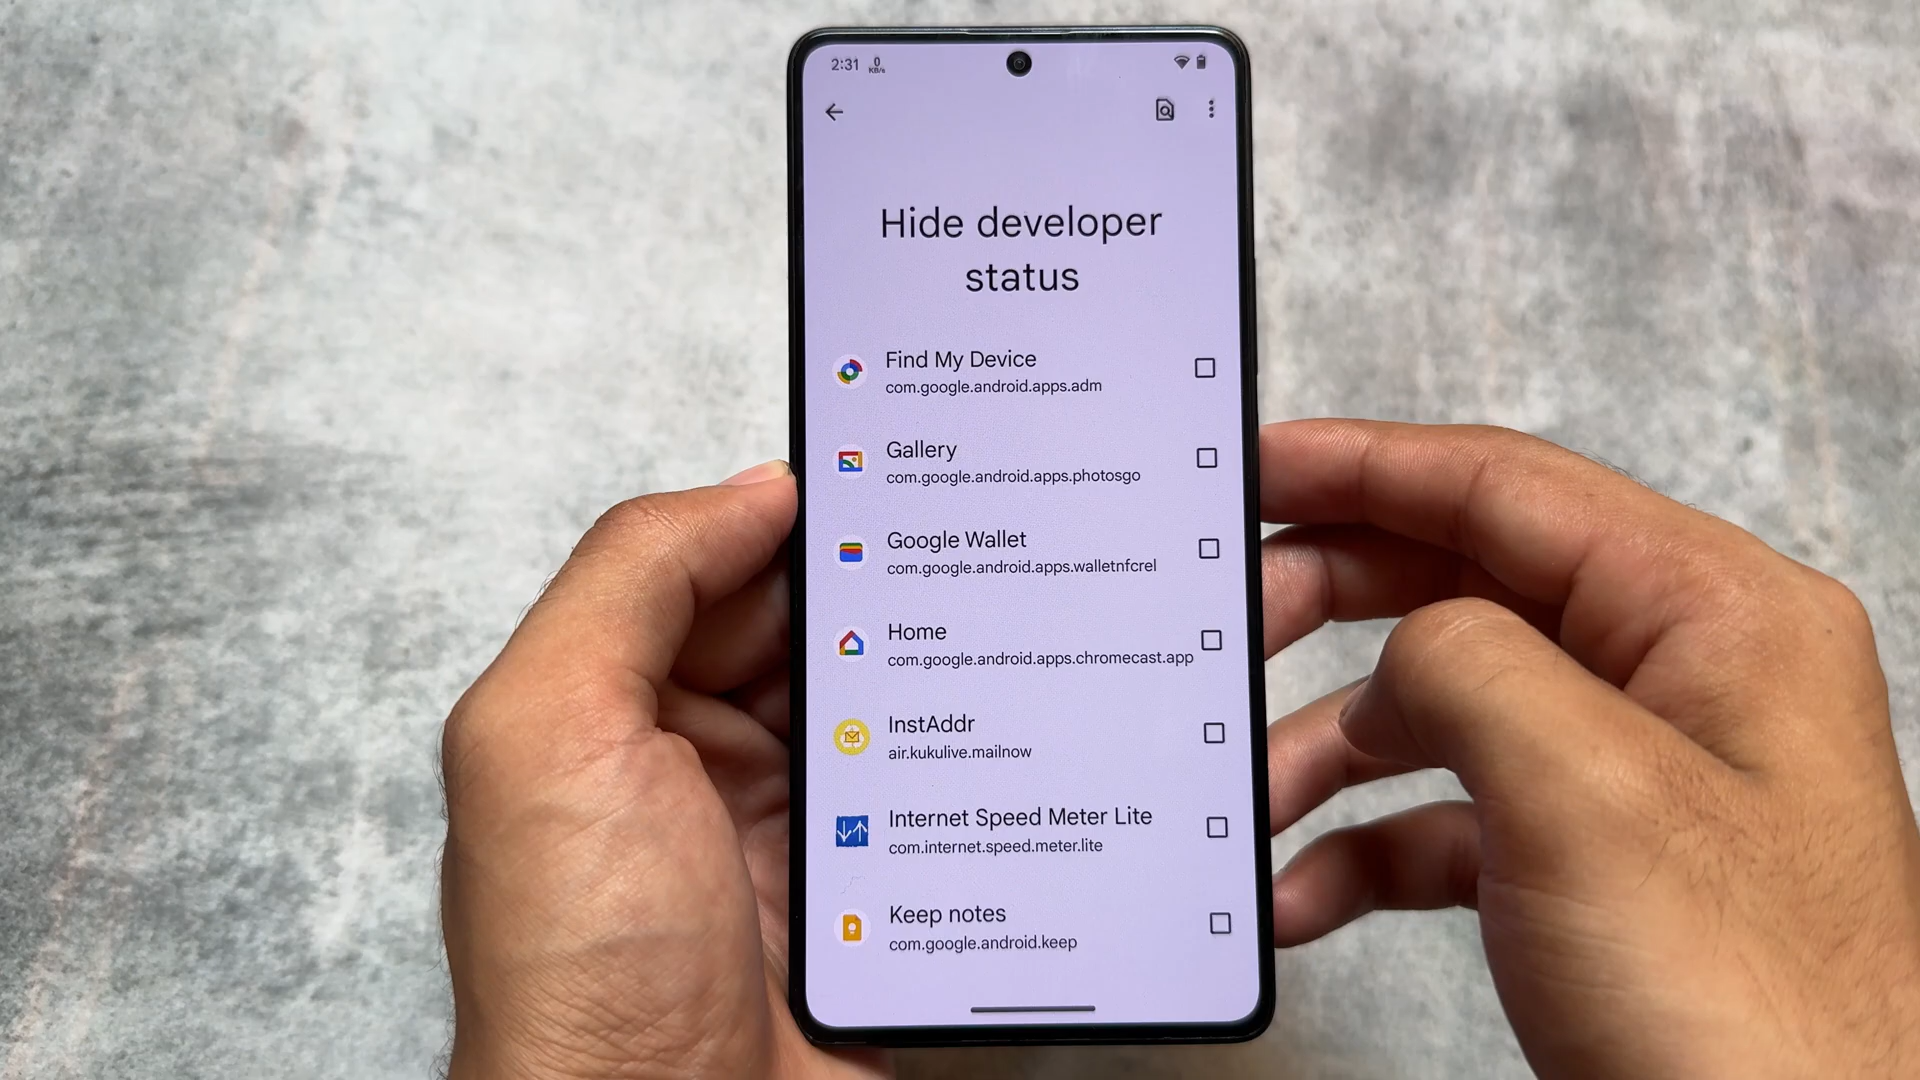 2:31 0 KB/s
Hide developer
status
Find My Device
com.google.android.apps.adm
Gallery
com.google.android.apps.photosgo
Google Wallet
com.google.android.apps.walletnfcrel
Home
com.google.android.apps.chromecast.app
InstAddr
air.kukulive.mailnow
Internet Speed Meter Lite
com.internet.speed.meter.lite
Keep notes
com.google.android.keep